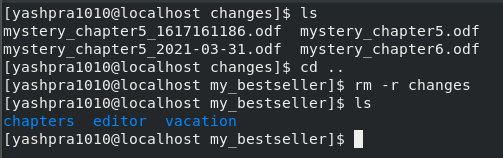 [yashpra1010@localhost changes]$ ls
mystery_chapter5_1617161186.odf  mystery_chapter5.odf
mystery_chapter5_2021-03-31.odf  mystery_chapter6.odf
[yashpra1010@localhost changes]$ cd ..
[yashpra1010@localhost my_bestseller]$ rm -r changes
[yashpra1010@localhost my_bestseller]$ ls
chapters  editor  vacation
[yashpra1010@localhost my_bestseller]$